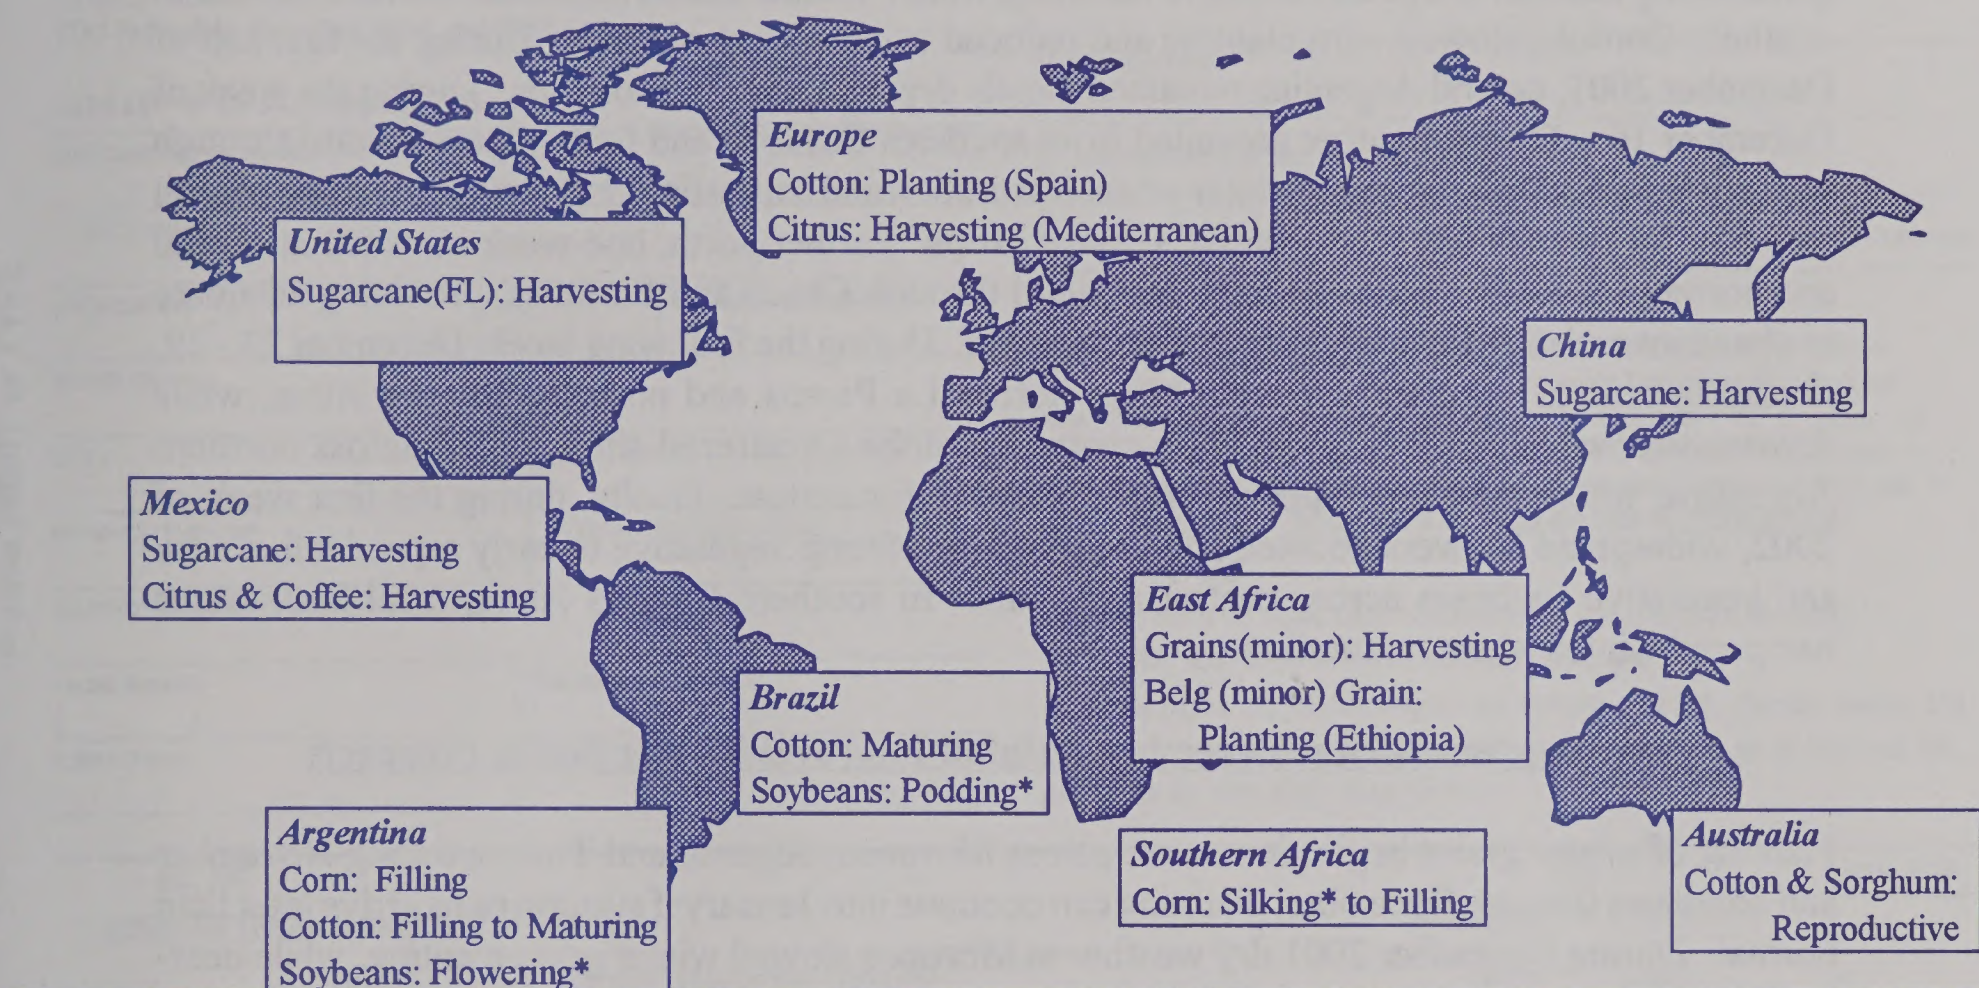 Europe
Cotton: Planting (Spain)
Citrus: Harvesting (Mediterranean)
United States
Sugarcane(FL): Harvesting
China
Sugarcane: Harvesting
Mexico
Sugarcane: Harvesting
Citrus & Coffee: Harvesting
East Africa
Grains(minor): Harvesting
Belg (minor) Grain:
Planting (Ethiopia)
Brazil
Cotton: Maturing
Soybeans: Podding*
Argentina
Corn: Filling
Cotton: Filling to Maturing
Soybeans: Flowering*
Southern Africa
Corn: Silking* to Filling
Australia
Cotton & Sorghum:
Reproductive